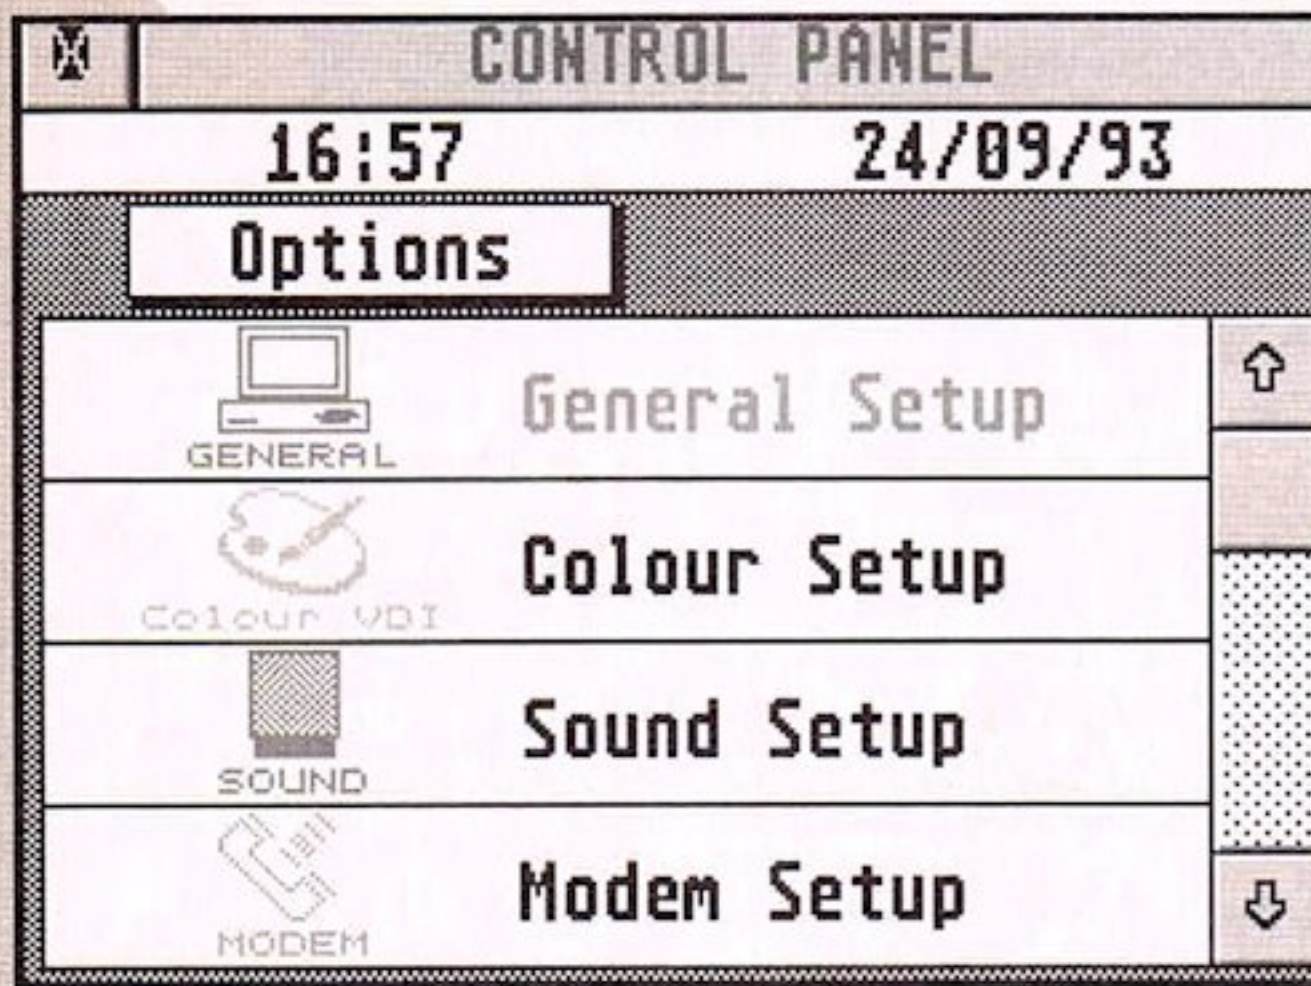 CONTROL PANEL
16:57 24/09/93
Options
General Setup
GENERAL
Colour Setup
Colour VDI
Sound Setup
SOUND
Modem Setup
MODEM